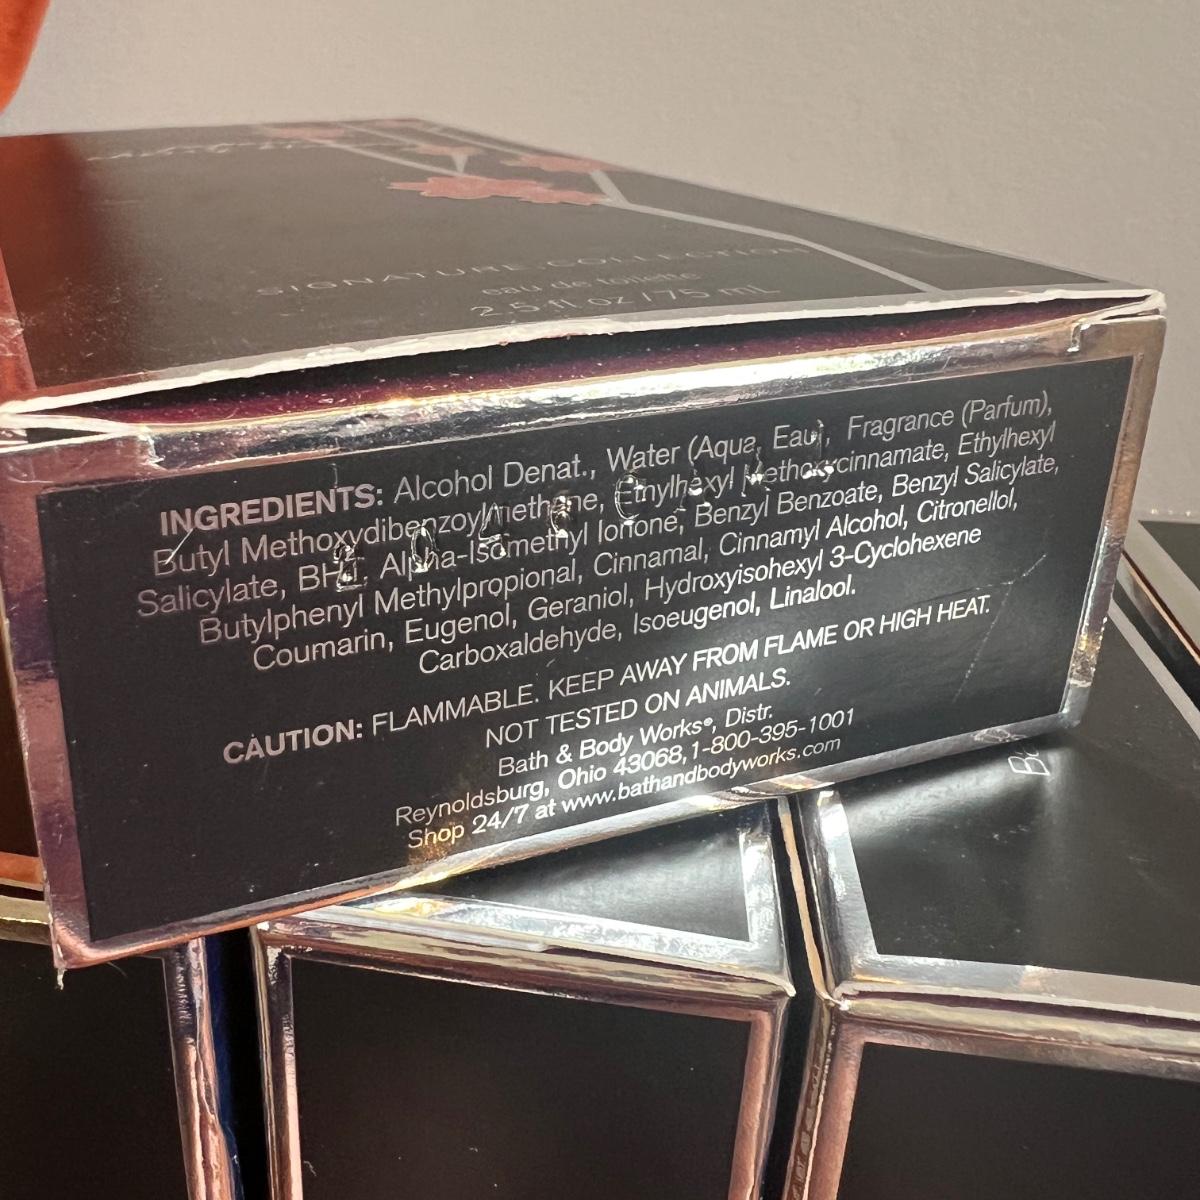 SIGNATURE COLLECTION
eau de toilette
2.5 fl oz / 75 mL
INGREDIENTS: Alcohol Denat., Water (Aqua, Eau), Fragrance (Parfum),
Butyl Methoxydibenzoylmethane, Ethylhexyl Methoxycinnamate, Ethylhexyl
Salicylate, BHT, Alpha-Isomethyl Ionone, Benzyl Benzoate, Benzyl Salicylate,
Butylphenyl Methylpropional, Cinnamal, Cinnamyl Alcohol, Citronellol,
Coumarin, Eugenol, Geraniol, Hydroxyisohexyl 3-Cyclohexene
Carboxaldehyde, Isoeugenol, Linalool.
CAUTION: FLAMMABLE. KEEP AWAY FROM FLAME OR HIGH HEAT.
NOT TESTED ON ANIMALS.
Bath & Body Works®, Distr.
Reynoldsburg, Ohio 43068, 1-800-395-1001
Shop 24/7 at www.bathandbodyworks.com